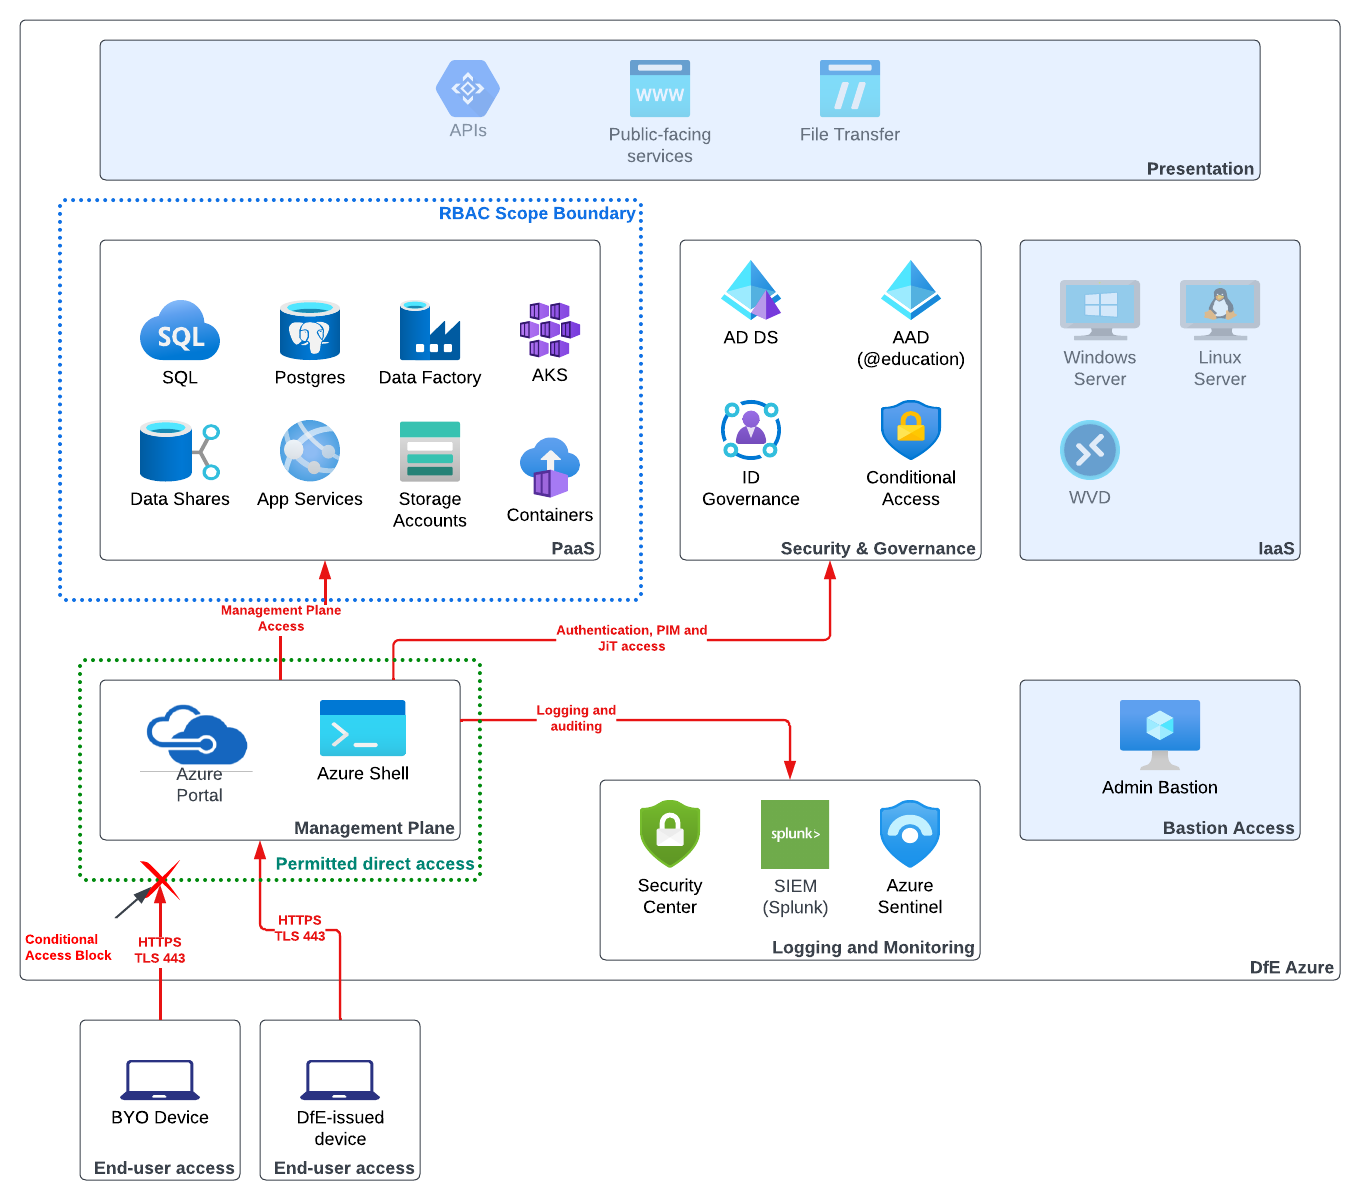 APIs
Public-facing
services
WWW
File Transfer
Presentation
RBAC Scope Boundary
SQL
SQL
Postgres
Data Factory
AKS
Data Shares
App Services
Storage
Accounts
Containers
PaaS
AD DS
AAD
(@education)
ID
Governance
Conditional
Access
Security & Governance
Windows
Server
Linux
Server
WVD
IaaS
Management Plane
Access
Authentication, PIM and
JiT access
Logging and
auditing
Azure
Portal
Azure Shell
Management Plane
Permitted direct access
Admin Bastion
Bastion Access
Security
Center
splunk>
SIEM
(Splunk)
Azure
Sentinel
Logging and Monitoring
DfE Azure
Conditional
Access Block
HTTPS
TLS 443
HTTPS
TLS 443
BYO Device
End-user access
DfE-issued
device
End-user access